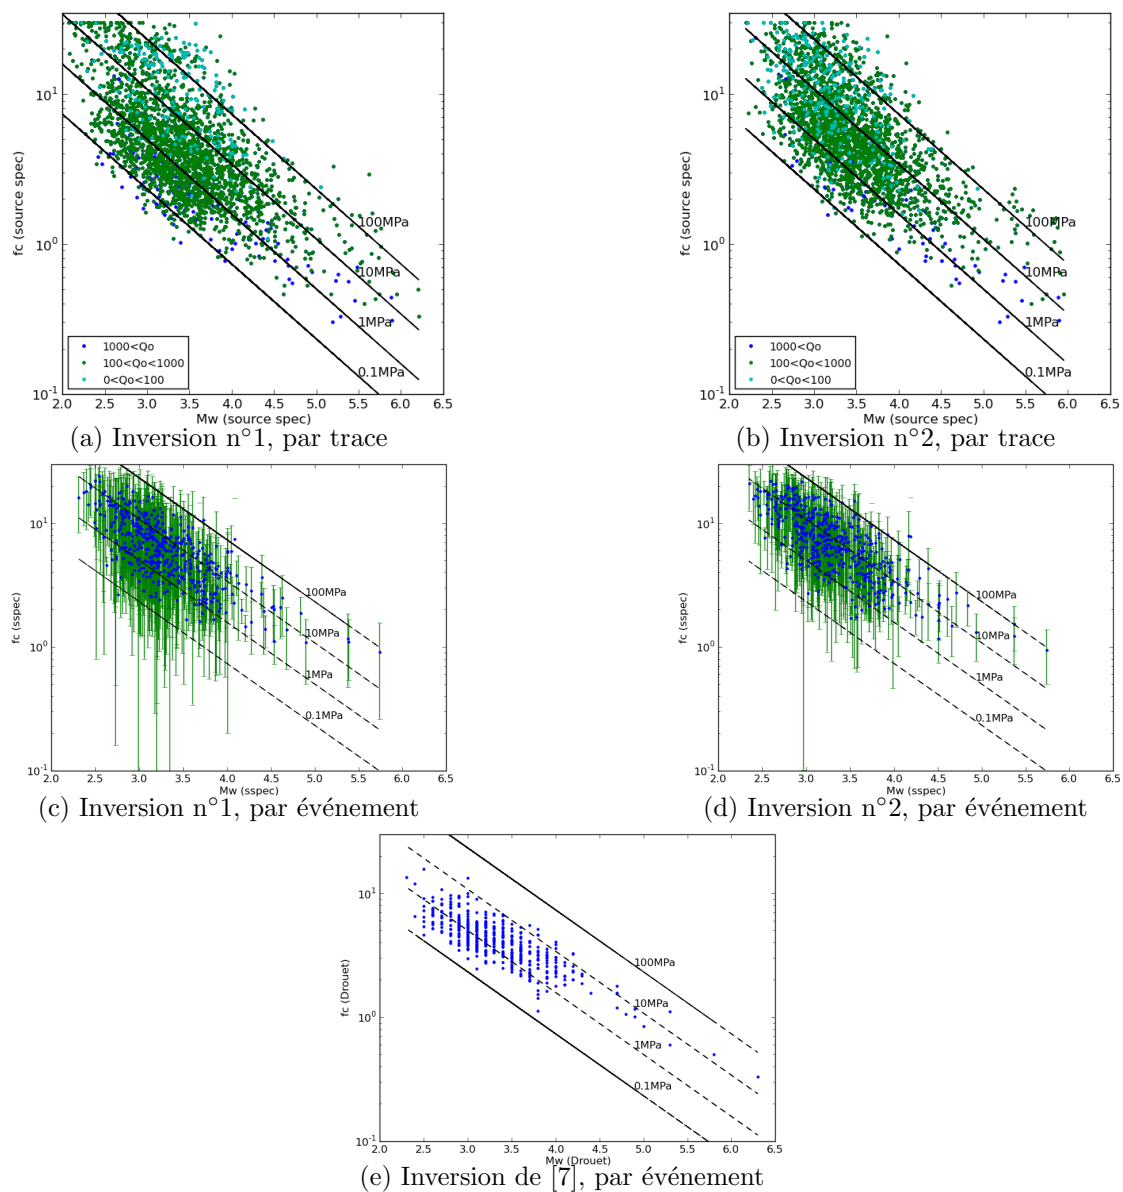 fc (source spec)
10¹
10⁰
10⁻¹
100MPa
10MPa
1MPa
0.1MPa
1000<Qo
100<Qo<1000
0<Qo<100
2.0 2.5 3.0 3.5 4.0 4.5 5.0 5.5 6.0 6.5
Mw (source spec)
(a) Inversion n°1, par trace
fc (source spec)
10¹
10⁰
10⁻¹
100MPa
10MPa
1MPa
0.1MPa
1000<Qo
100<Qo<1000
0<Qo<100
2.0 2.5 3.0 3.5 4.0 4.5 5.0 5.5 6.0 6.5
Mw (source spec)
(b) Inversion n°2, par trace
fc (sspec)
10¹
10⁰
10⁻¹
100MPa
10MPa
1MPa
0.1MPa
2.0 2.5 3.0 3.5 4.0 4.5 5.0 5.5 6.0 6.5
Mw (sspec)
(c) Inversion n°1, par événement
fc (sspec)
10¹
10⁰
10⁻¹
100MPa
10MPa
1MPa
0.1MPa
2.0 2.5 3.0 3.5 4.0 4.5 5.0 5.5 6.0 6.5
Mw (sspec)
(d) Inversion n°2, par événement
fc (Drouet)
10¹
10⁰
10⁻¹
100MPa
10MPa
1MPa
0.1MPa
2.0 2.5 3.0 3.5 4.0 4.5 5.0 5.5 6.0 6.5
Mw (Drouet)
(e) Inversion de [7], par événement